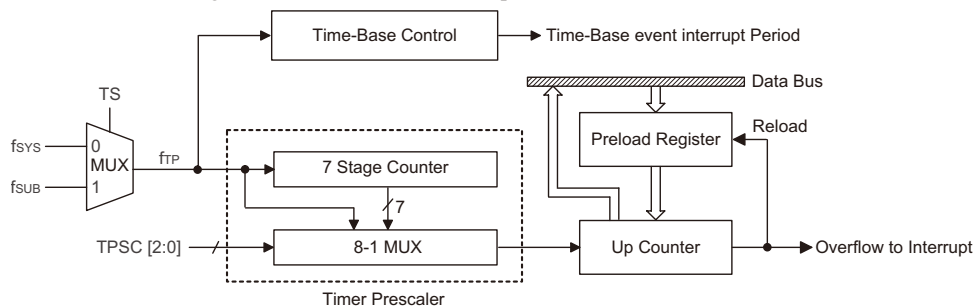 Time-Base Control
Time-Base event interrupt Period
Data Bus
TS
Preload Register
Reload
fSYS
0
MUX
fTP
7 Stage Counter
fSUB
1
7
TPSC [2:0]
8-1 MUX
Up Counter
Overflow to Interrupt
Timer Prescaler